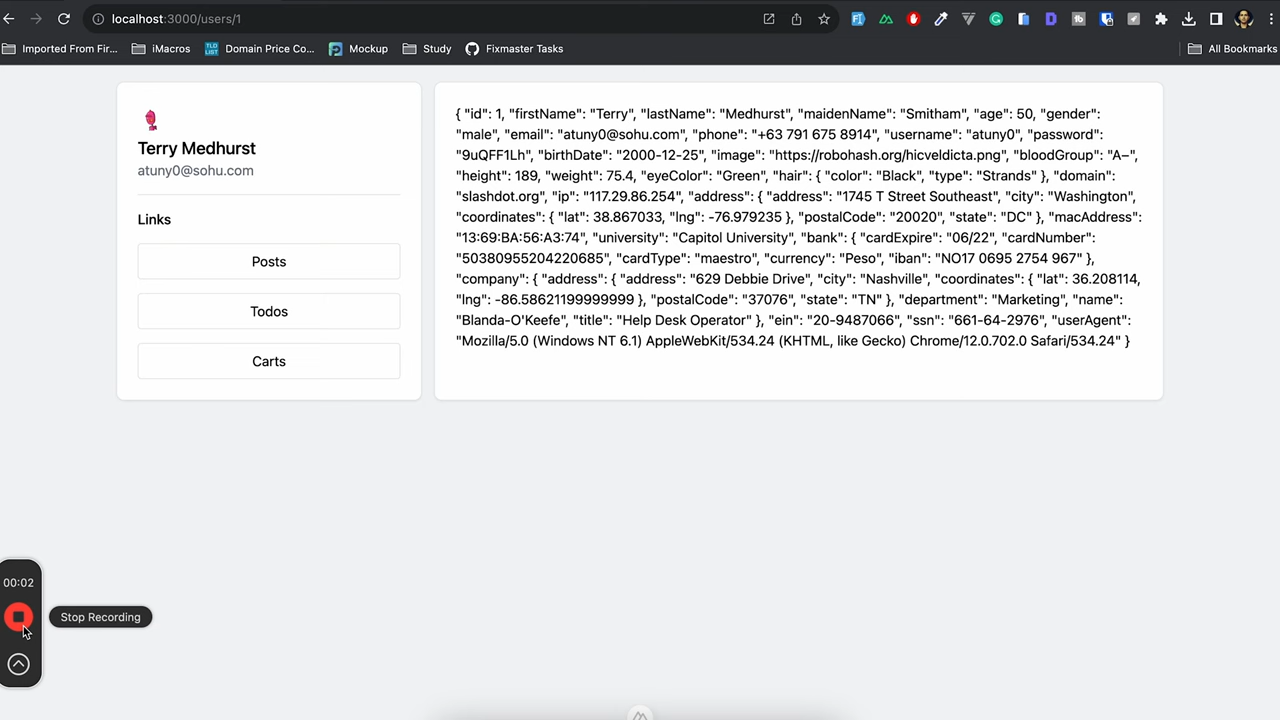 localhost:3000/users/1
Imported From Fir...
iMacros
TLD LIST
Domain Price Co...
Mockup
Study
Fixmaster Tasks
All Bookmarks
Terry Medhurst
atuny0@sohu.com
Links
Posts
Todos
Carts
{ "id": 1, "firstName": "Terry", "lastName": "Medhurst", "maidenName": "Smitham", "age": 50, "gender":
"male", "email": "atuny0@sohu.com", "phone": "+63 791 675 8914", "username": "atuny0", "password":
"9uQFF1Lh", "birthDate": "2000-12-25", "image": "https://robohash.org/hicveldicta.png", "bloodGroup": "A−",
"height": 189, "weight": 75.4, "eyeColor": "Green", "hair": { "color": "Black", "type": "Strands" }, "domain":
"slashdot.org", "ip": "117.29.86.254", "address": { "address": "1745 T Street Southeast", "city": "Washington",
"coordinates": { "lat": 38.867033, "lng": -76.979235 }, "postalCode": "20020", "state": "DC" }, "macAddress":
"13:69:BA:56:A3:74", "university": "Capitol University", "bank": { "cardExpire": "06/22", "cardNumber":
"50380955204220685", "cardType": "maestro", "currency": "Peso", "iban": "NO17 0695 2754 967" },
"company": { "address": { "address": "629 Debbie Drive", "city": "Nashville", "coordinates": { "lat": 36.208114,
"lng": -86.58621199999999 }, "postalCode": "37076", "state": "TN" }, "department": "Marketing", "name":
"Blanda-O'Keefe", "title": "Help Desk Operator" }, "ein": "20-9487066", "ssn": "661-64-2976", "userAgent":
"Mozilla/5.0 (Windows NT 6.1) AppleWebKit/534.24 (KHTML, like Gecko) Chrome/12.0.702.0 Safari/534.24" }
00:02
Stop Recording